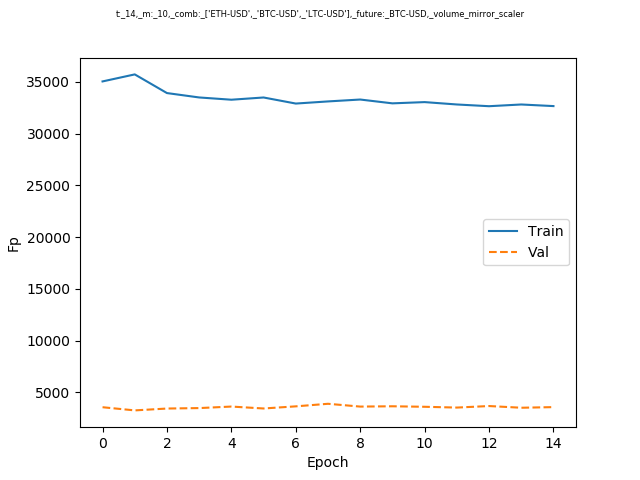 t:_14,_m:_10,_comb:_['ETH-USD',_'BTC-USD',_'LTC-USD'],_future:_BTC-USD,_volume_mirror_scaler
35000
30000
25000
20000
15000
10000
5000
Fp
Train
Val
0 2 4 6 8 10 12 14
Epoch